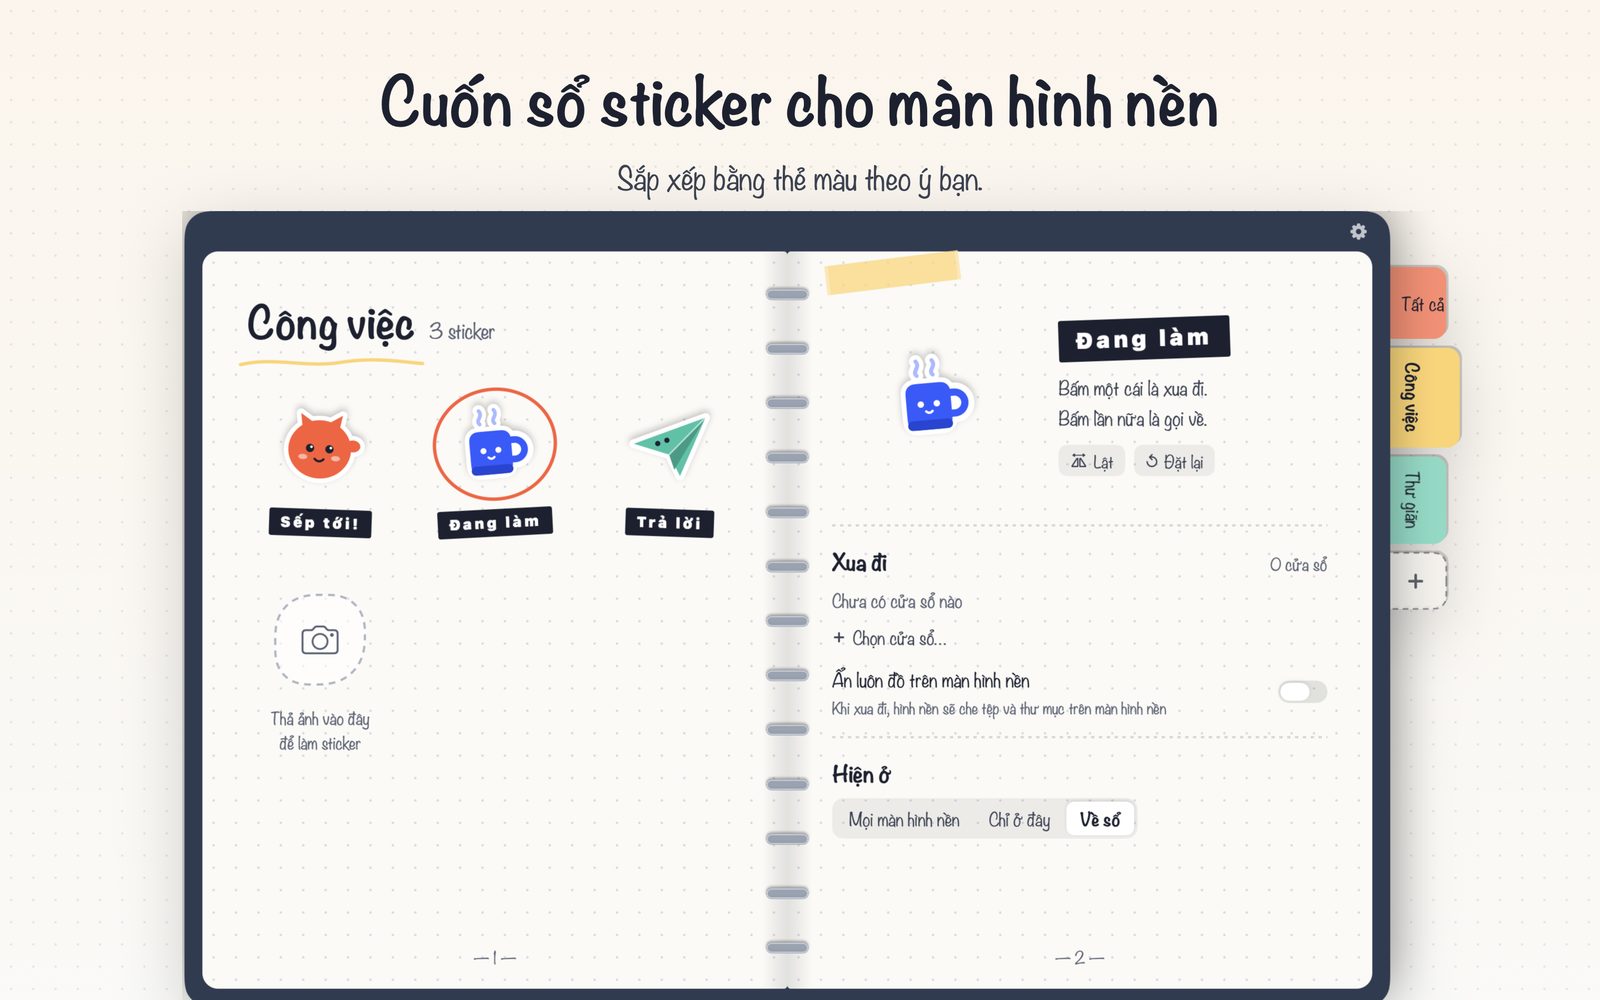 Cuốn sổ sticker cho màn hình nền
Sắp xếp bằng thẻ màu theo ý bạn.
Công việc 3 sticker
Sếp tới!
Đang làm
Trả lời
Thả ảnh vào đây
để làm sticker
—1—
Đang làm
Bấm một cái là xua đi.
Bấm lần nữa là gọi về.
Lật
Đặt lại
Xua đi
0 cửa sổ
Chưa có cửa sổ nào
+ Chọn cửa sổ...
Ẩn luôn đồ trên màn hình nền
Khi xua đi, hình nền sẽ che tệp và thư mục trên màn hình nền
Hiện ở
Mọi màn hình nền
Chỉ ở đây
Về sổ
—2—
Tất cả
Công việc
Thư giãn
+